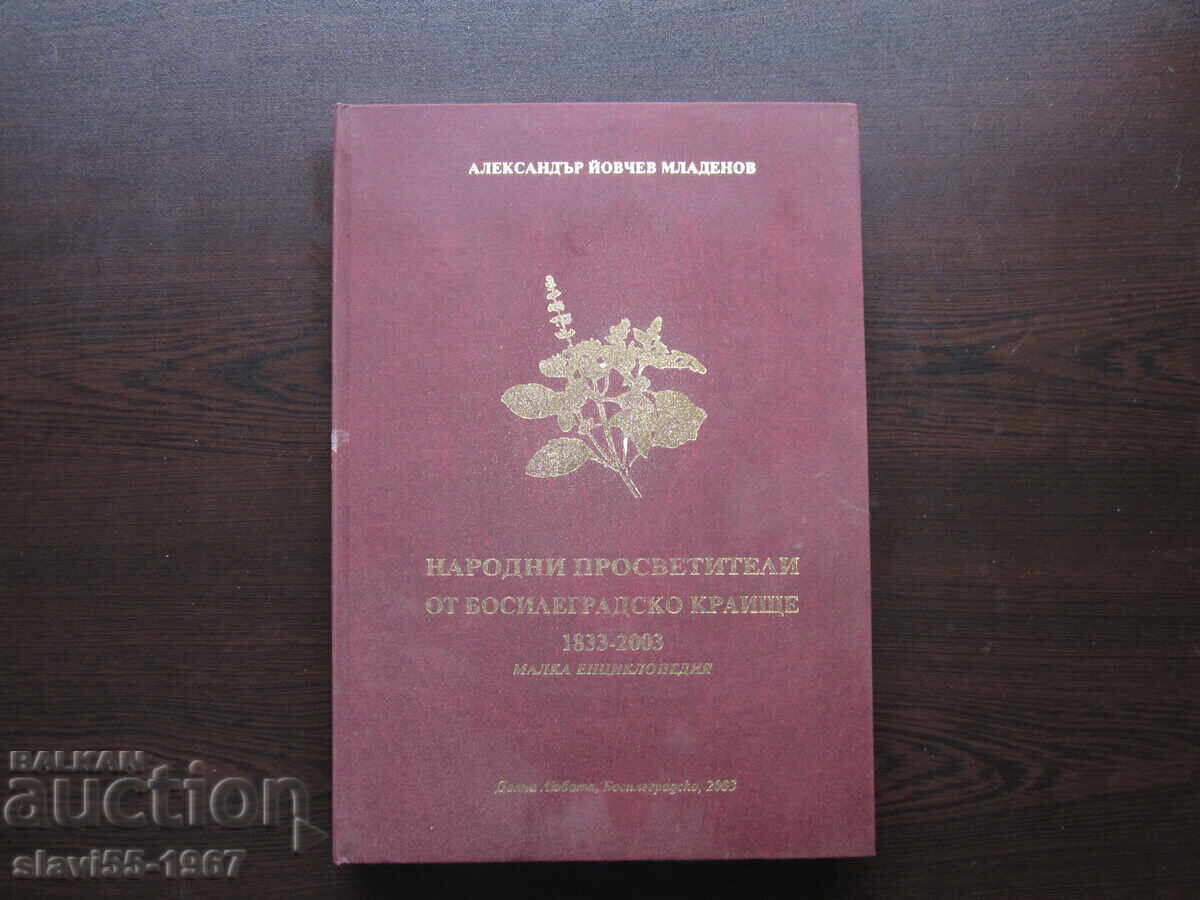 АЛЕКСАНДЪР ЙОВЧЕВ МЛАДЕНОВ
НАРОДНИ ПРОСВЕТИТЕЛИ
ОТ БОСИЛЕГРАДСКО КРАИЩЕ
1833-2003
МАЛКА ЕНЦИКЛОПЕДИЯ
Долна Любата, Босилеградско, 2003
BALKAN
auction
slavi55-1967